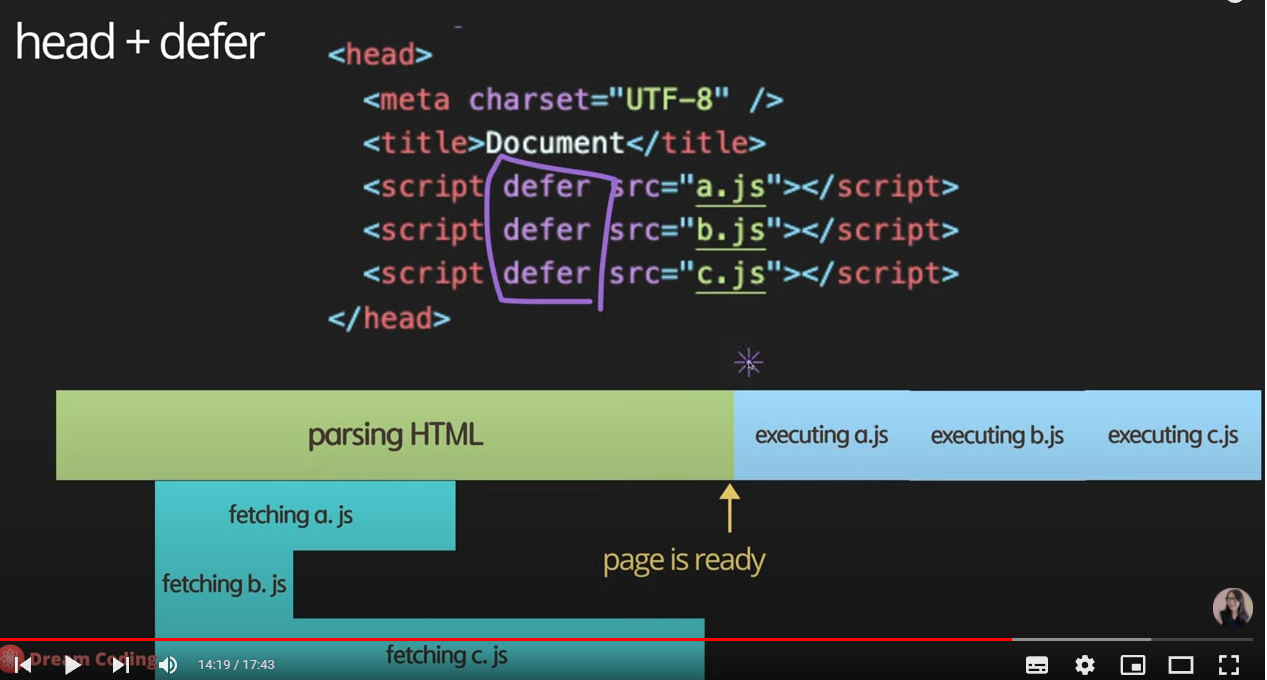 head + defer
<head>
<meta charset="UTF-8" />
<title>Document</title>
<script defer src="a.js"></script>
<script defer src="b.js"></script>
<script defer src="c.js"></script>
</head>
parsing HTML
executing a.js
executing b.js
executing c.js
fetching a. js
page is ready
fetching b. js
fetching c. js
Dream Coding
14:19 / 17:43